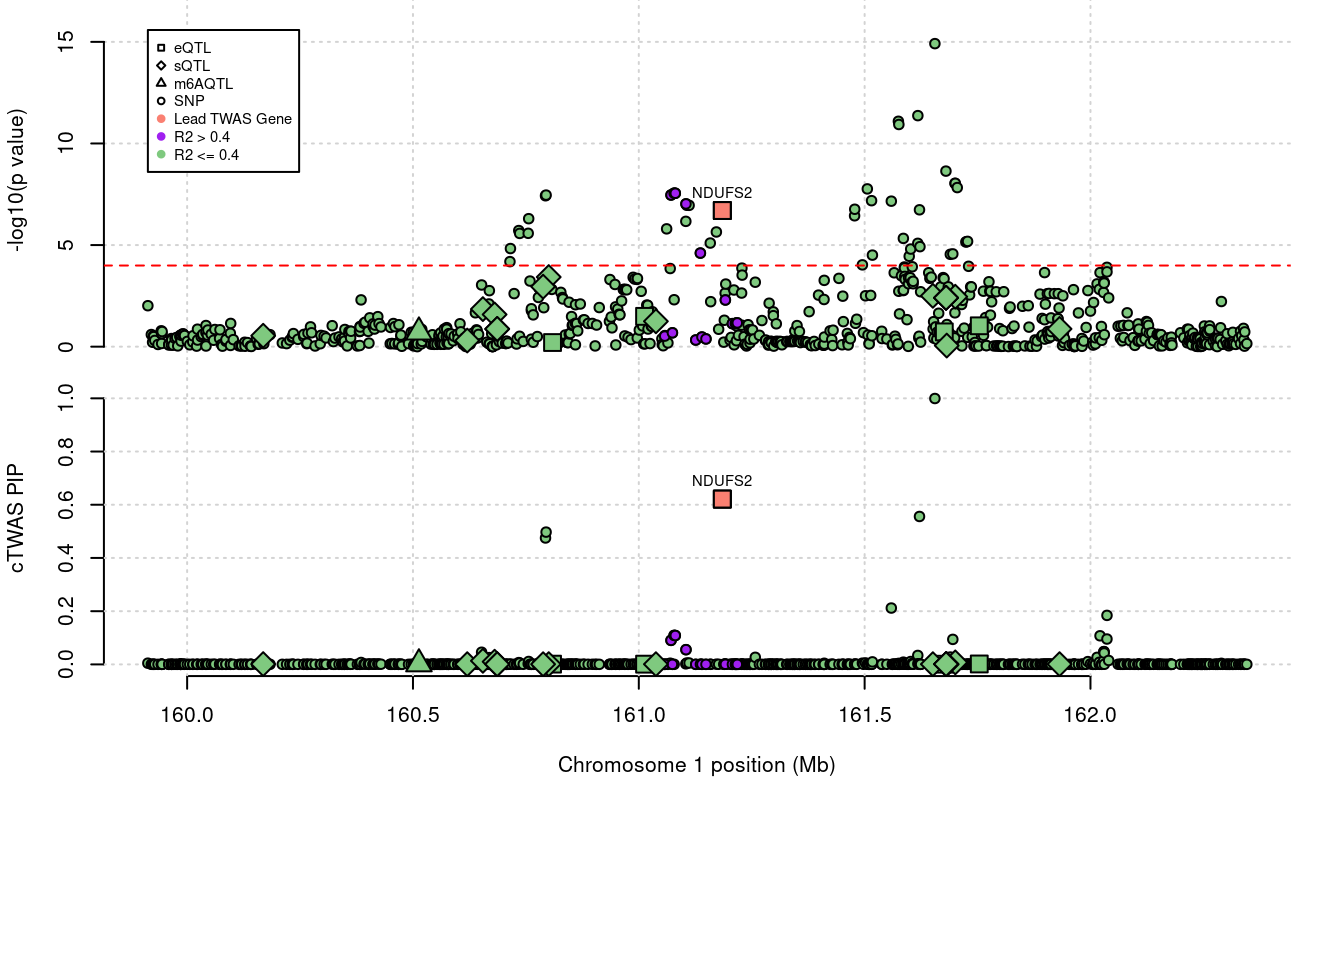 15
10
5
0
-log10(p value)
eQTL
sQTL
m6AQTL
SNP
Lead TWAS Gene
R2 > 0.4
R2 <= 0.4
NDUFS2
1.0
0.8
0.6
0.4
0.2
0.0
cTWAS PIP
NDUFS2
160.0 160.5 161.0 161.5 162.0
Chromosome 1 position (Mb)